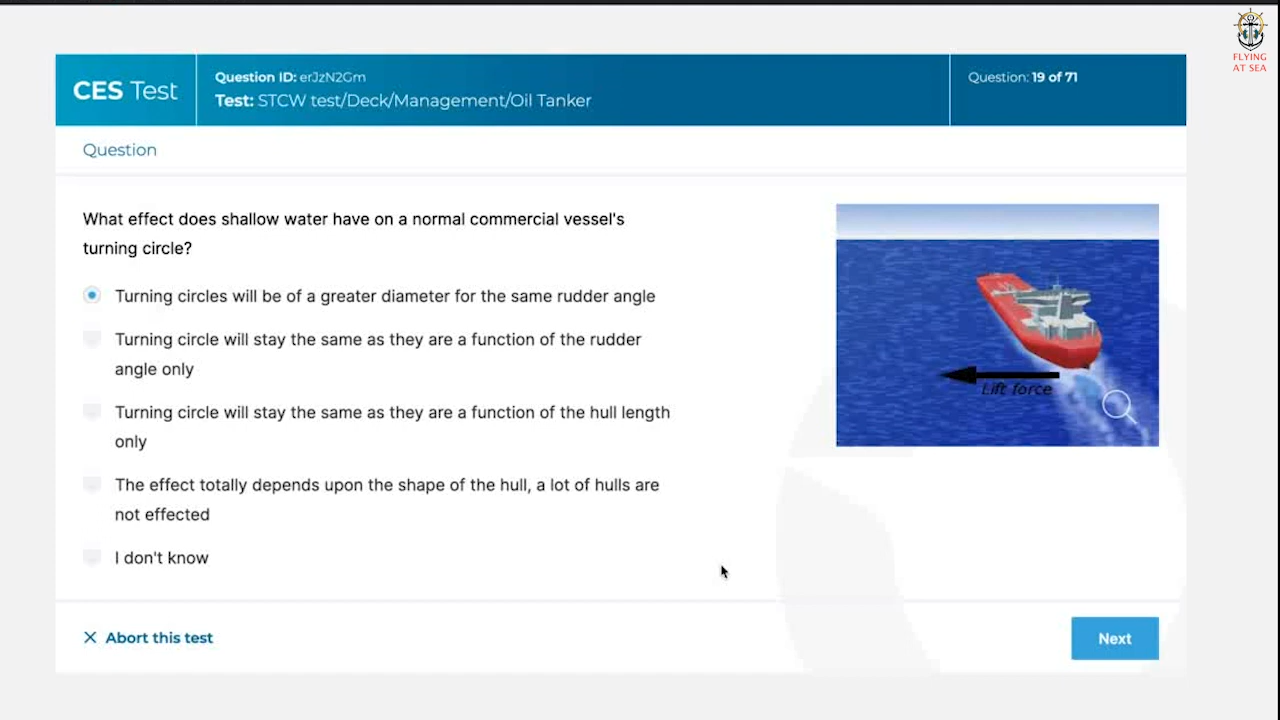 FLYING
AT SEA
CES Test
Question ID: erJzN2Gm
Test: STCW test/Deck/Management/Oil Tanker
Question: 19 of 71
Question
What effect does shallow water have on a normal commercial vessel's
turning circle?
Turning circles will be of a greater diameter for the same rudder angle
Turning circle will stay the same as they are a function of the rudder
angle only
Turning circle will stay the same as they are a function of the hull length
only
The effect totally depends upon the shape of the hull, a lot of hulls are
not effected
I don't know
Lift force
Abort this test
Next